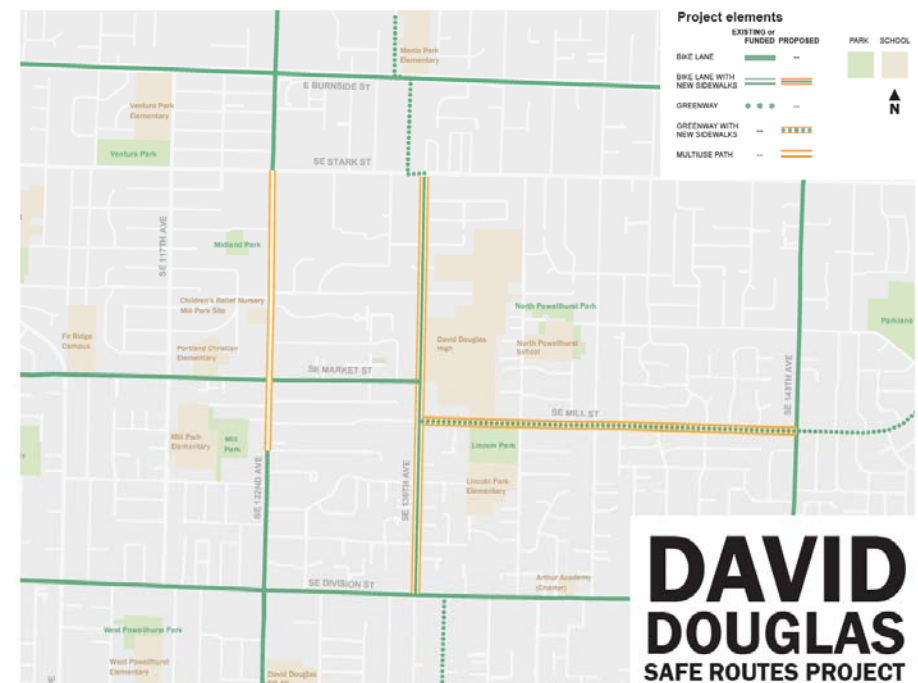 Project elements
EXISTING or
FUNDED PROPOSED
PARK SCHOOL
BIKE LANE --
BIKE LANE WITH
NEW SIDEWALKS
GREENWAY --
N
GREENWAY WITH
NEW SIDEWALKS --
MULTIUSE PATH --
Menlo Park
Elementary
E BURNSIDE ST
Ventura Park
Elementary
Ventura Park
SE STARK ST
SE 117TH AVE
Midland Park
Children's Relief Nursery
Mill Park Site
North Powellhurst Park
Parklane
Fir Ridge
Campus
Portland Christian
Elementary
David Douglas
High
North Powellhurst
School
SE MARKET ST
SE 148TH AVE
SE MILL ST
Mill Park
Elementary
Mill
Park
Lincoln Park
SE 122ND AVE
SE 130TH AVE
Lincoln Park
Elementary
SE DIVISION ST
Arthur Academy
(Charter)
West Powellhurst Park
West Powellhurst
Elementary
David Douglas
DAVID
DOUGLAS
SAFE ROUTES PROJECT